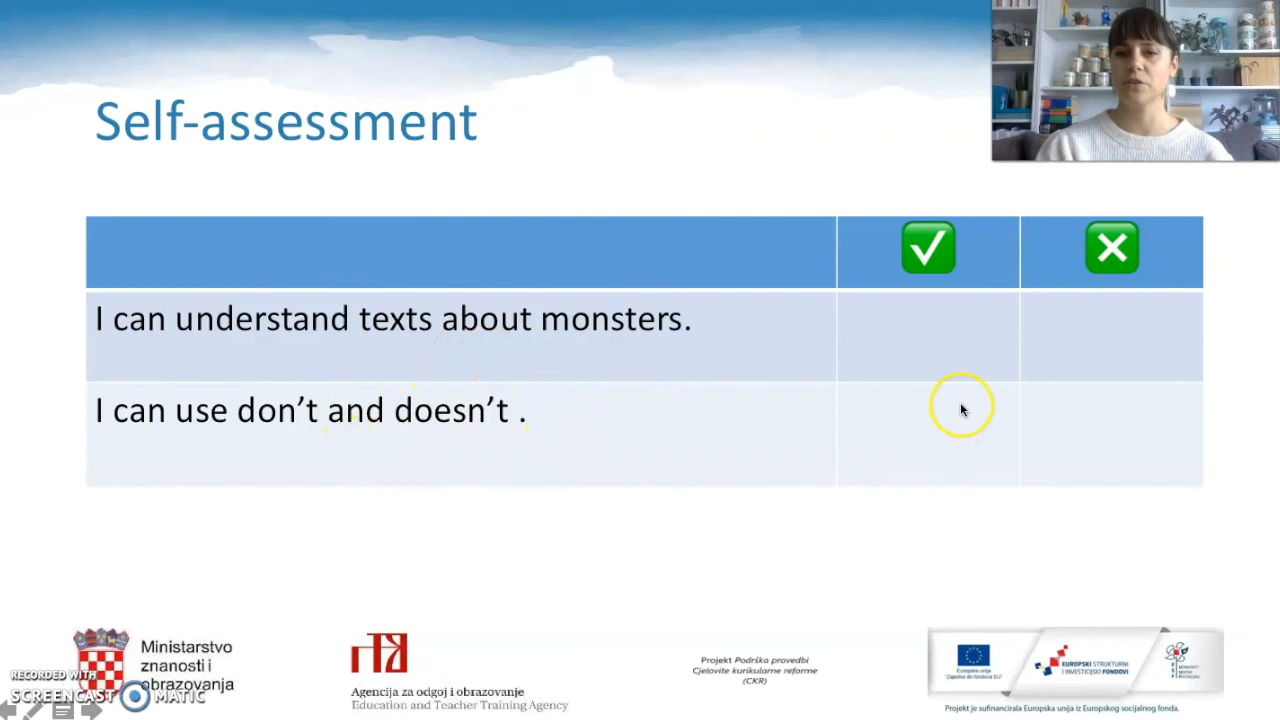 Self-assessment
I can understand texts about monsters.
I can use don't and doesn't .
Ministarstvo
znanosti i
obrazovanja
RECORDED WITH
SCREENCAST MATIC
Agencija za odgoj i obrazovanje
Education and Teacher Training Agency
Projekt Podrška provedbi
Cjelovite kurikularne reforme
(CKR)
Europska unija
"Zajedno do fondova EU"
EUROPSKI STRUKTURNI
I INVESTICIJSKI FONDOVI
Projekt je sufinancirala Europska unija iz Europskog socijalnog fonda.